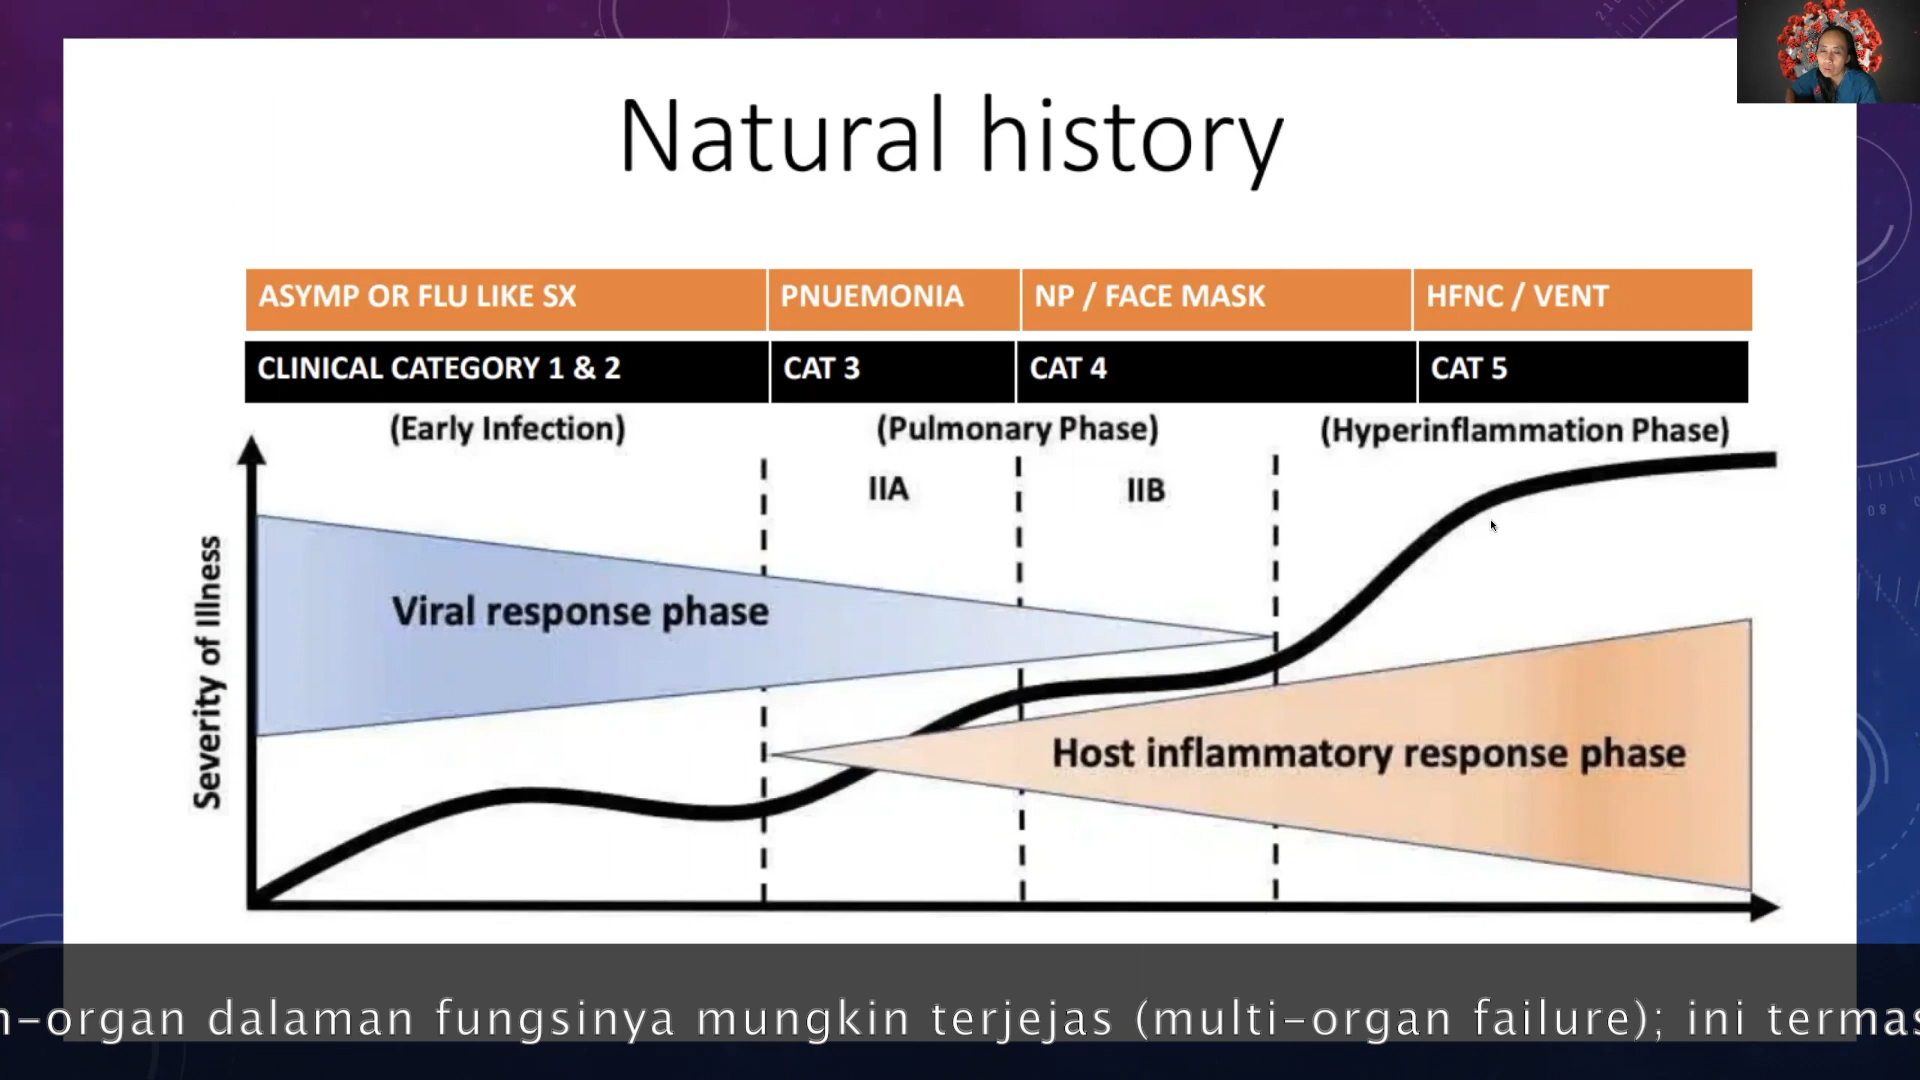 Natural history
ASYMP OR FLU LIKE SX
PNUEMONIA
NP / FACE MASK
HFNC / VENT
CLINICAL CATEGORY 1 & 2
CAT 3
CAT 4
CAT 5
(Early Infection)
(Pulmonary Phase)
(Hyperinflammation Phase)
IIA
IIB
Severity of Illness
Viral response phase
Host inflammatory response phase
n-organ dalaman fungsinya mungkin terjejas (multi-organ failure); ini termas